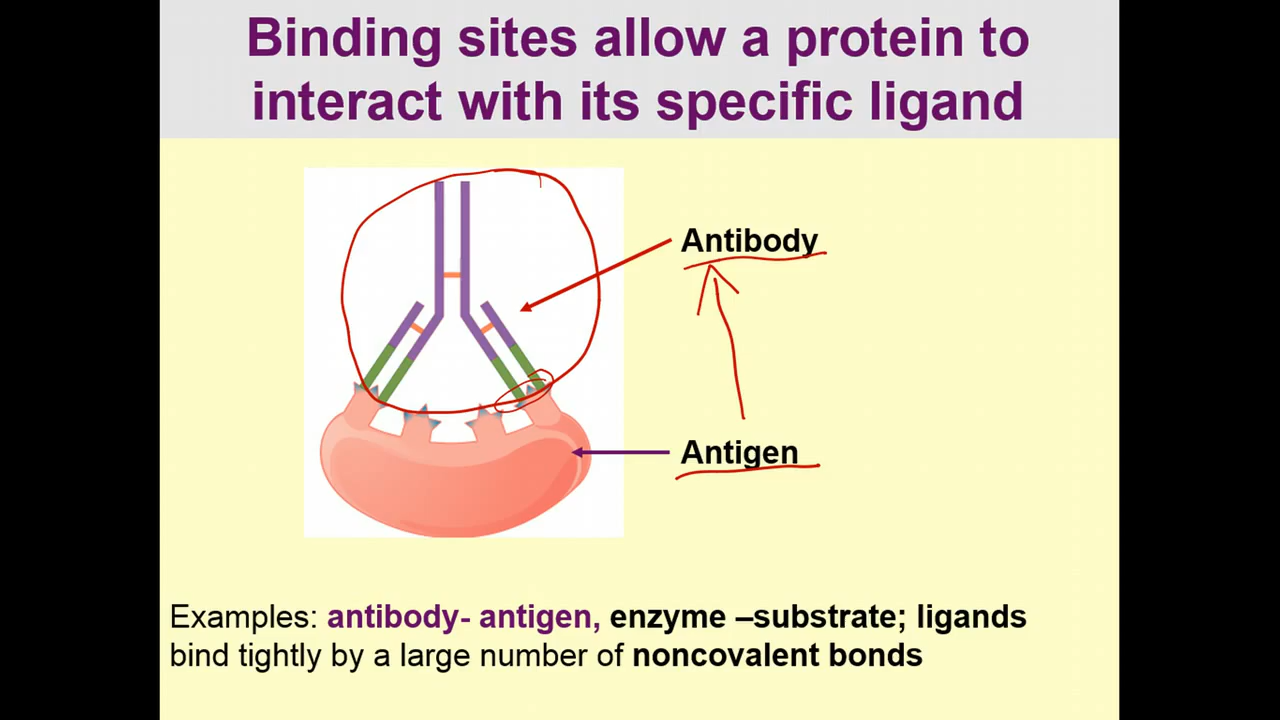 Binding sites allow a protein to
interact with its specific ligand
Antibody
Antigen
Examples: antibody- antigen, enzyme –substrate; ligands
bind tightly by a large number of noncovalent bonds